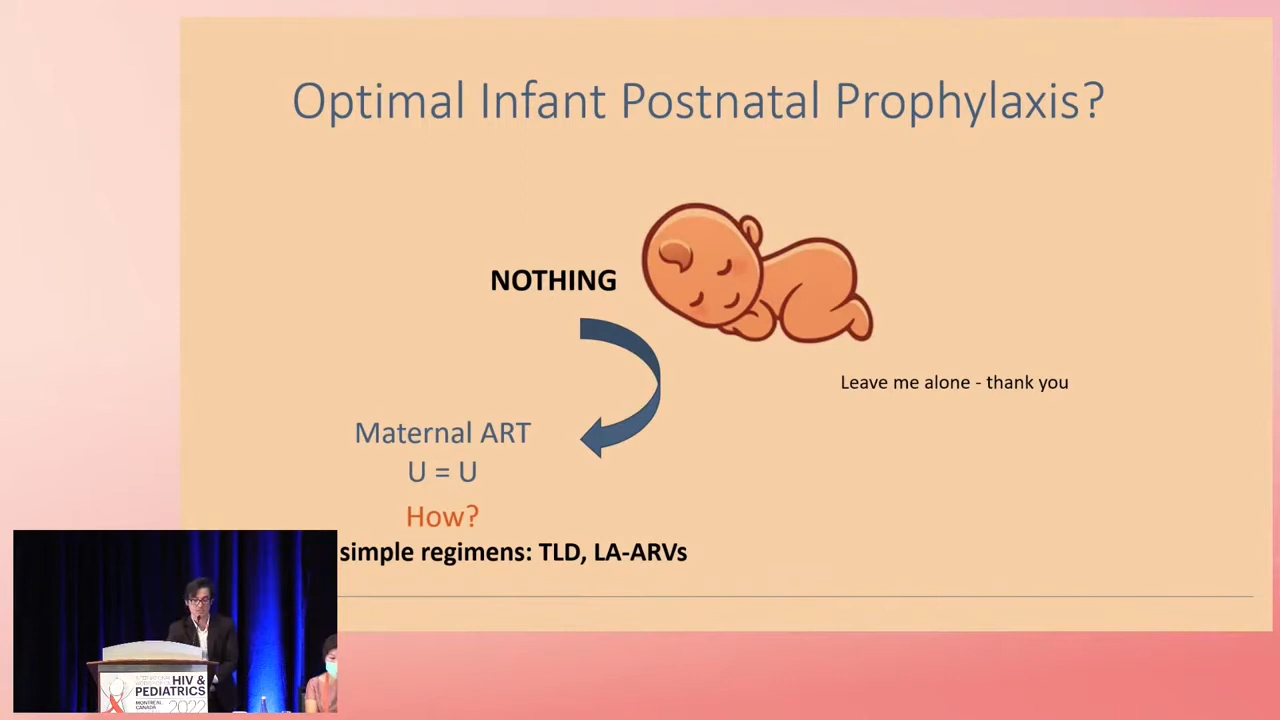 Optimal Infant Postnatal Prophylaxis?
NOTHING
Leave me alone - thank you
Maternal ART
U = U
How?
simple regimens: TLD, LA-ARVs
HIV &
PEDIATRICS
MONTREAL
CANADA
2022